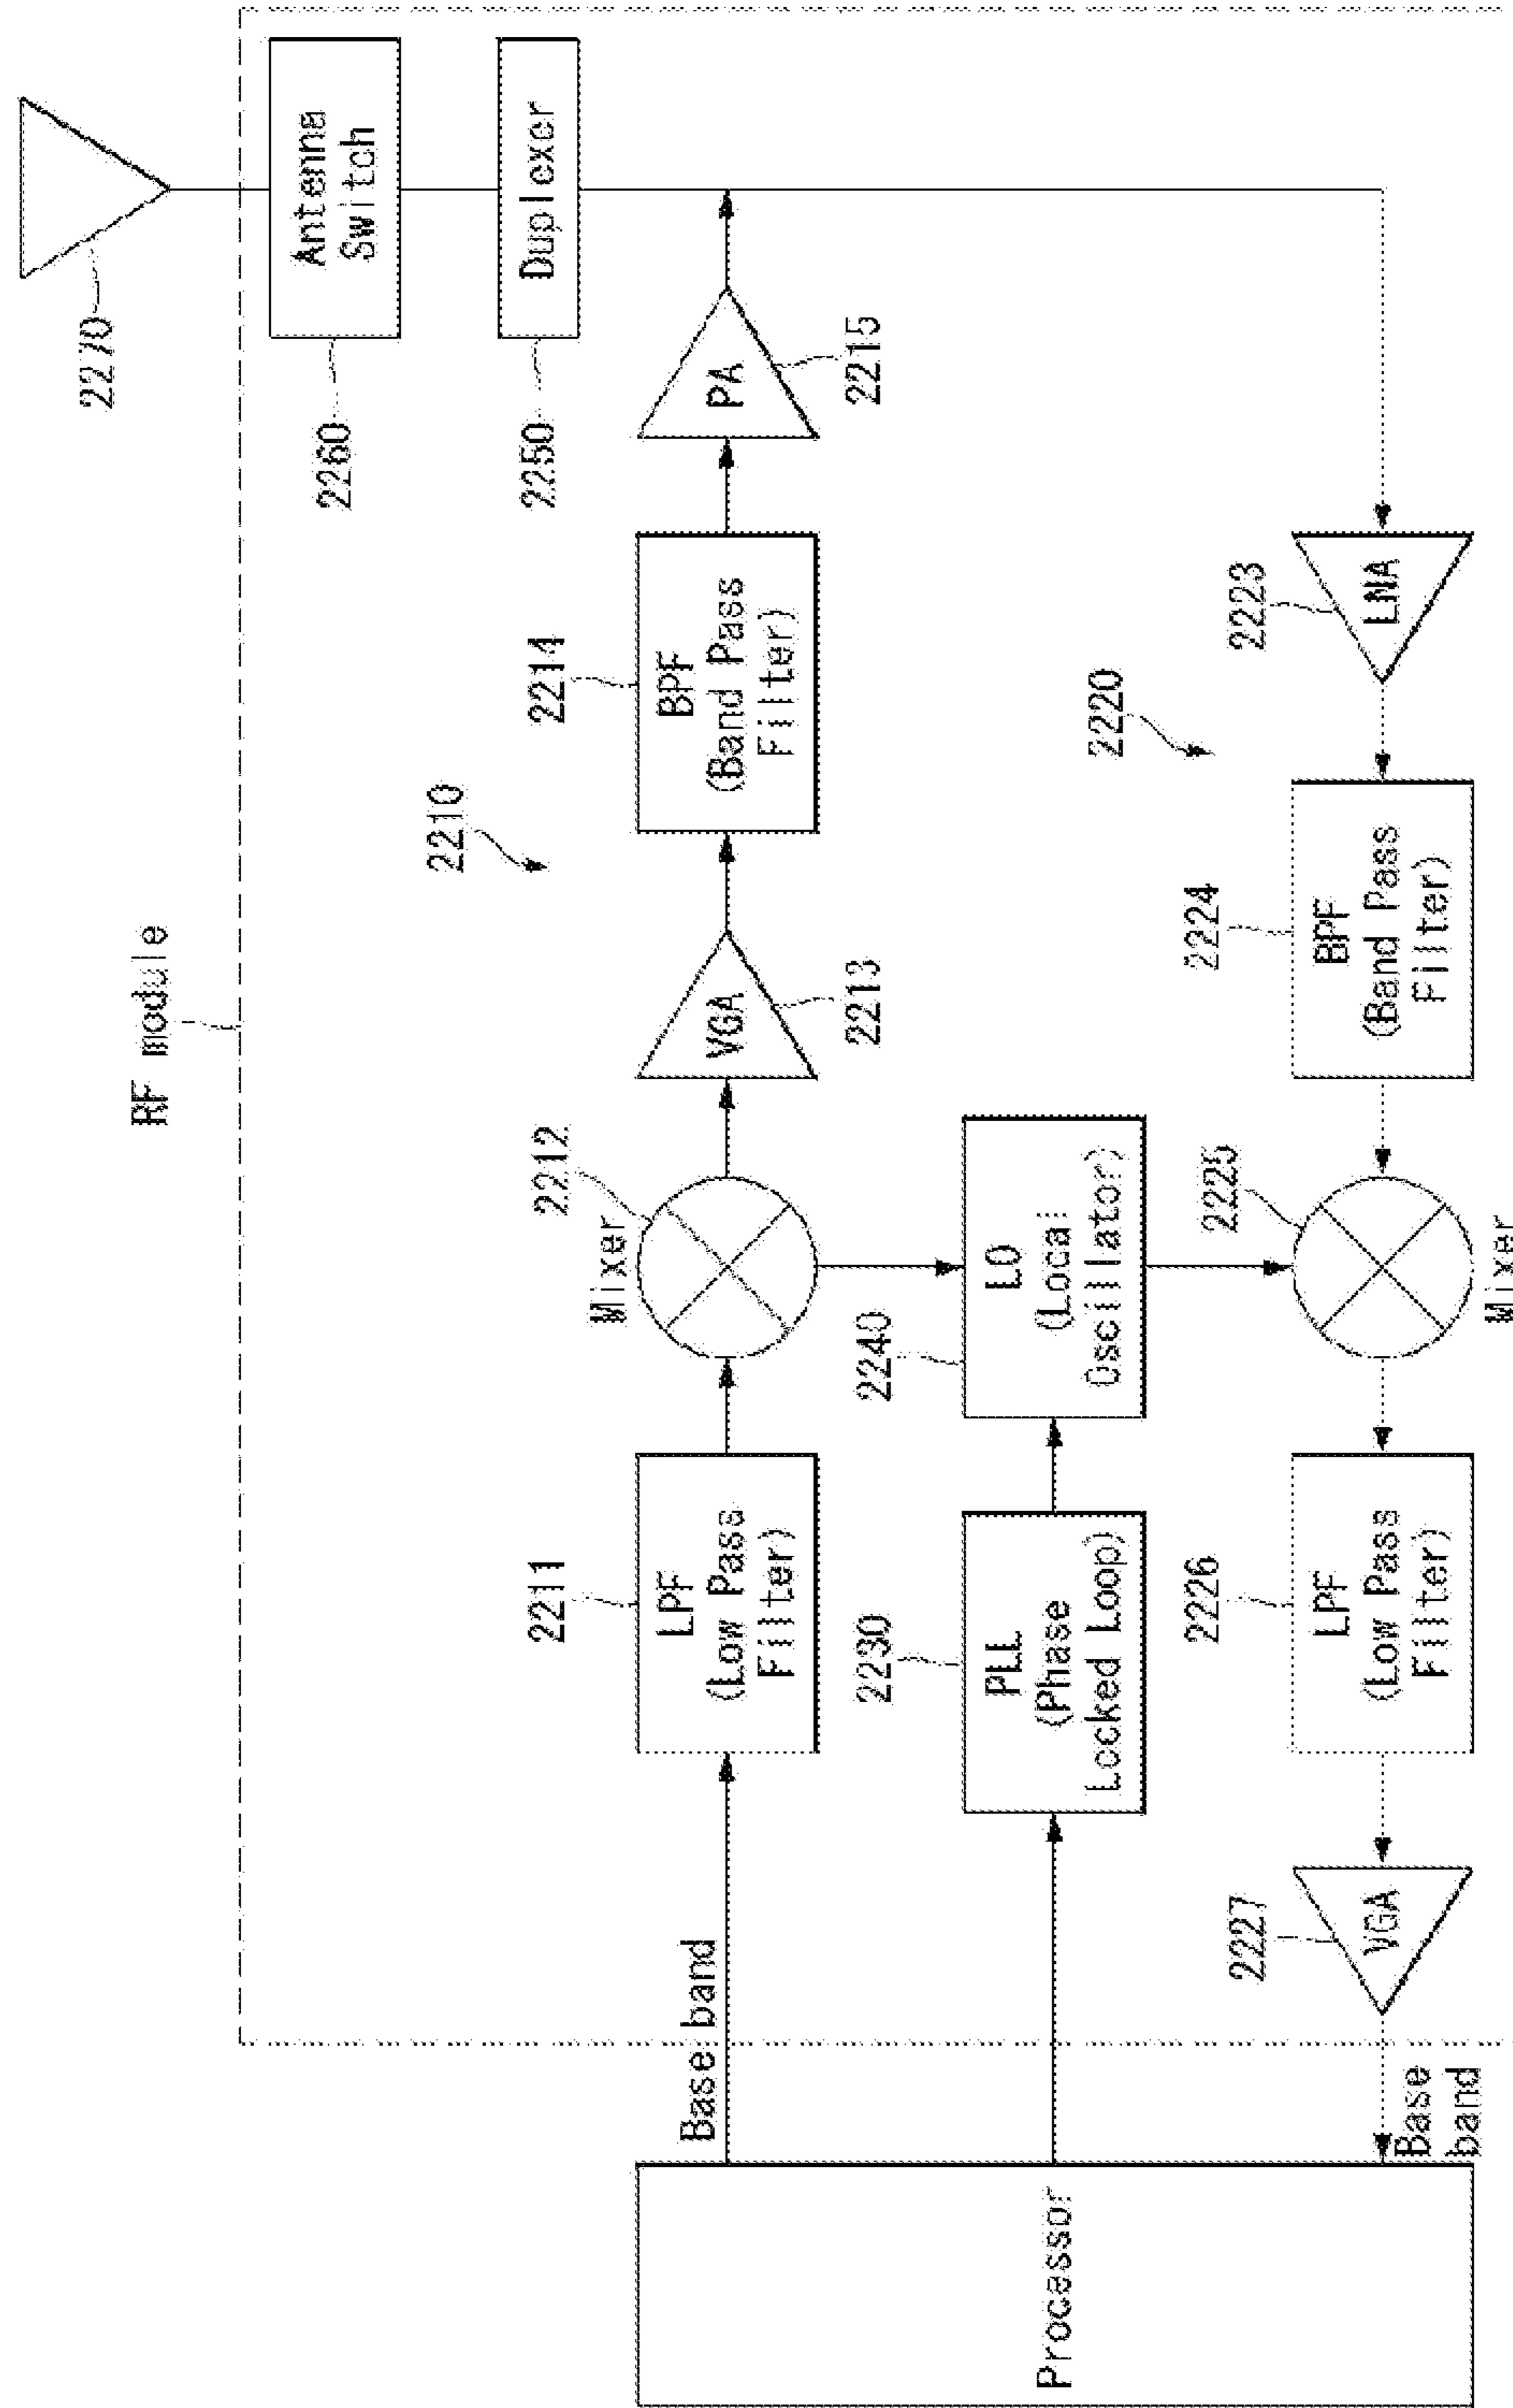 RF module
2270
2260
Antenna
Switch
2250
Duplexer
2210
2211
LPF
(Low Pass
Filter)
Mixer
2212
VGA
2213
2214
BPF
(Band Pass
Filter)
PA
2215
Base band
Processor
2230
PLL
(Phase
Locked Loop)
2240
LO
(Local
Oscillator)
2220
2223
LNA
2224
BPF
(Band Pass
Filter)
2225
Mixer
2226
LPF
(Low Pass
Filter)
2227
VGA
Base
band